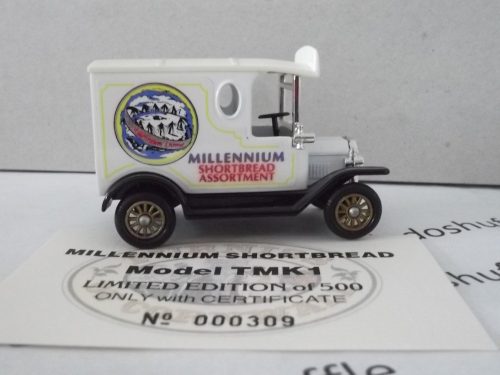 MILLENNIUM
SHORTBREAD
ASSORTMENT
MILLENNIUM SHORTBREAD
Model TMK1
LIMITED EDITION of 500
ONLY with CERTIFICATE
No 000309